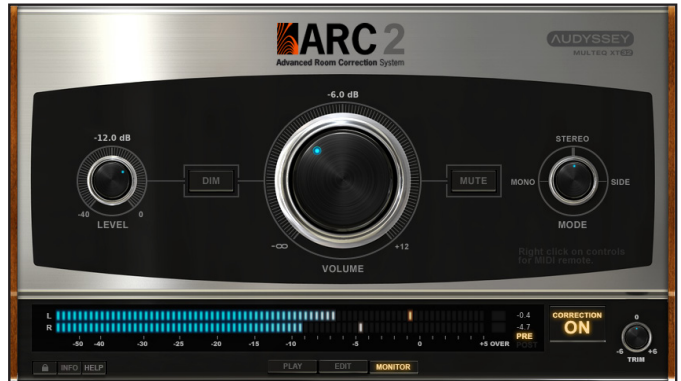 ARC 2
Advanced Room Correction System
AUDYSSEY
MULTEQ XT32
-6.0 dB
-12.0 dB
STEREO
DIM
MUTE
MONO
SIDE
-40
0
LEVEL
MODE
-∞
+12
VOLUME
Right click on controls
for MIDI remote.
L
R
-50 -40 -30 -25 -20 -15 -10 -5 0 +5 OVER
-0.4
-4.7
PRE
POST
CORRECTION
ON
0
-6 +6
TRIM
INFO HELP
PLAY EDIT MONITOR